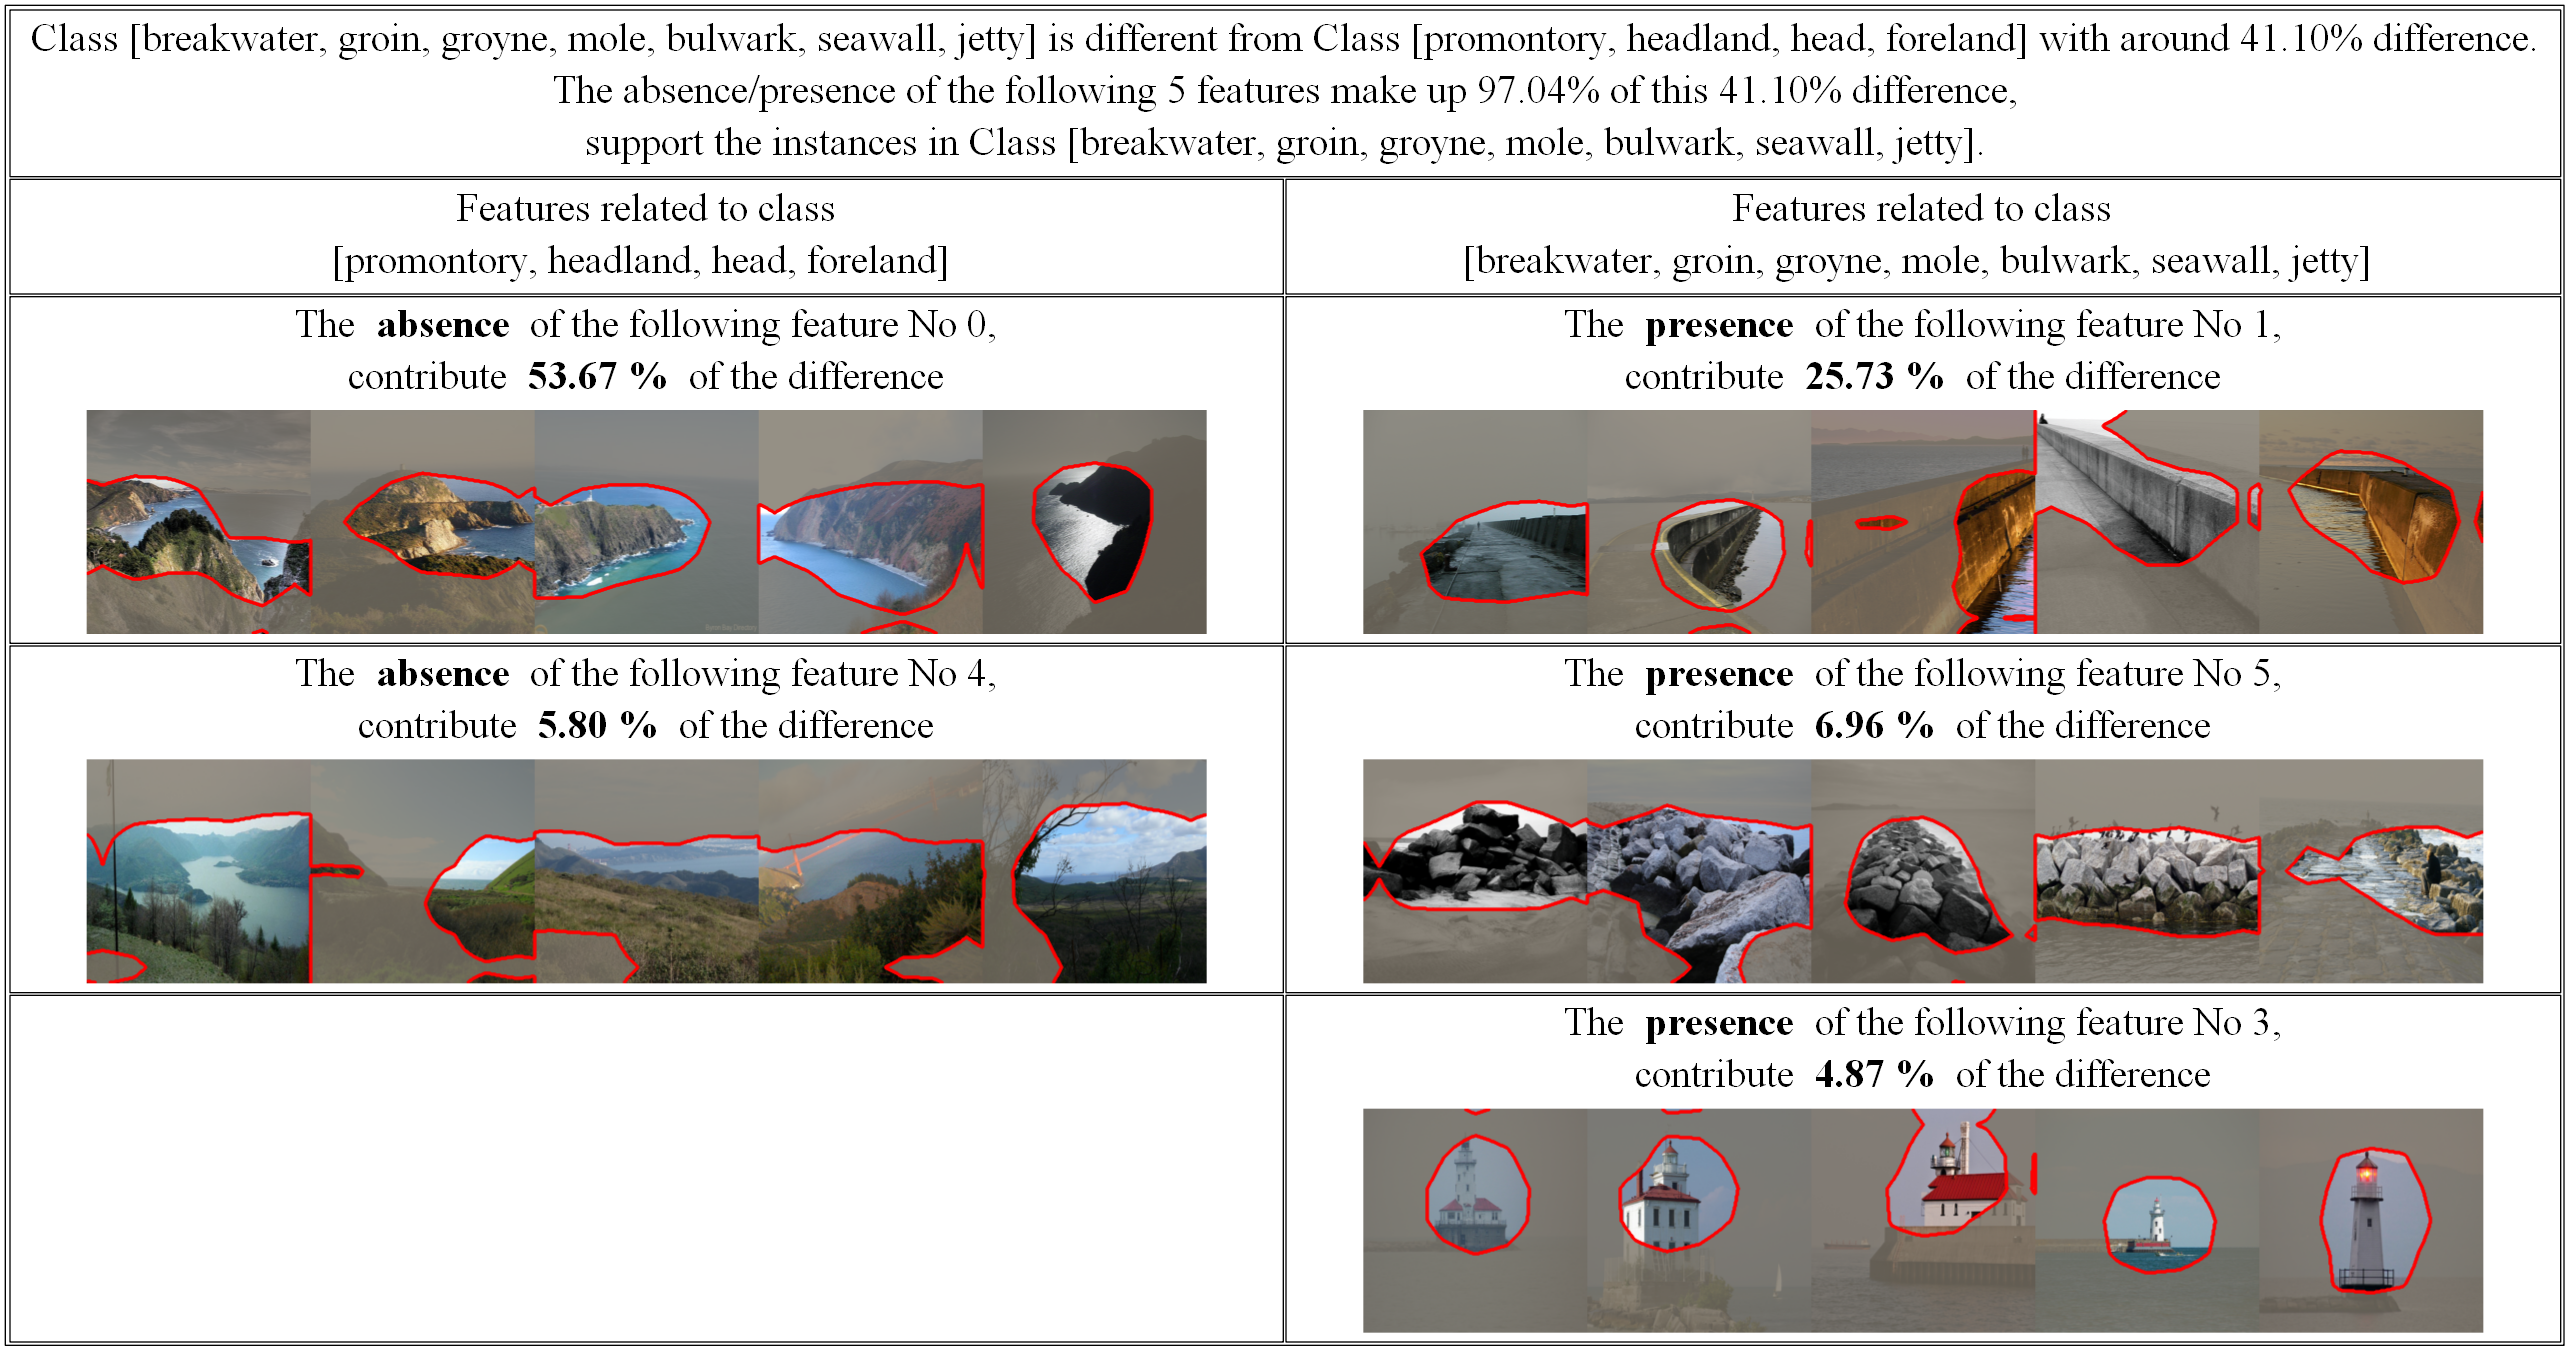 Class [breakwater, groin, groyne, mole, bulwark, seawall, jetty] is different from Class [promontory, headland, head, foreland] with around 41.10% difference.
The absence/presence of the following 5 features make up 97.04% of this 41.10% difference,
support the instances in Class [breakwater, groin, groyne, mole, bulwark, seawall, jetty].
Features related to class
[promontory, headland, head, foreland]
Features related to class
[breakwater, groin, groyne, mole, bulwark, seawall, jetty]
The absence of the following feature No 0,
contribute 53.67 % of the difference
The presence of the following feature No 1,
contribute 25.73 % of the difference
Byron Bay Directory
The absence of the following feature No 4,
contribute 5.80 % of the difference
The presence of the following feature No 5,
contribute 6.96 % of the difference
The presence of the following feature No 3,
contribute 4.87 % of the difference